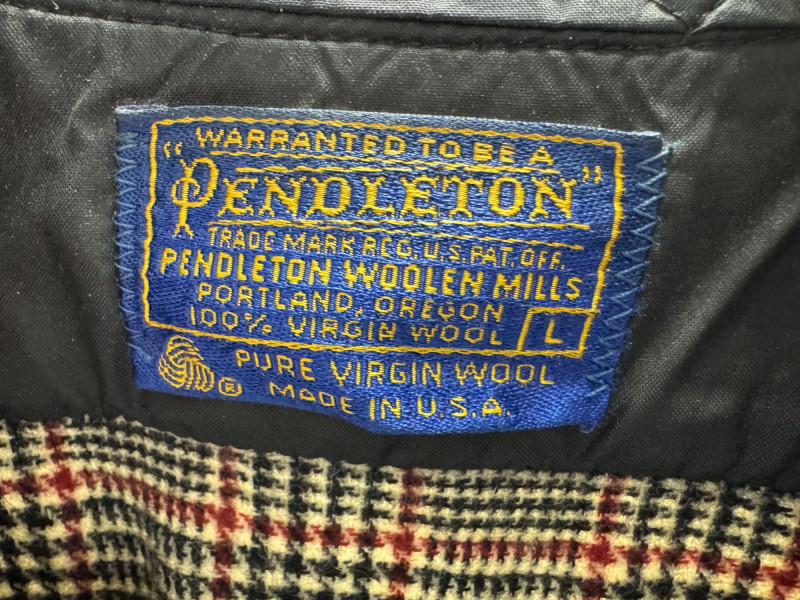 WARRANTED TO BE A
"PENDLETON"
TRADE MARK REG. U.S. PAT. OFF.
PENDLETON WOOLEN MILLS
PORTLAND, OREGON
100% VIRGIN WOOL L
PURE VIRGIN WOOL
® MADE IN U.S.A.